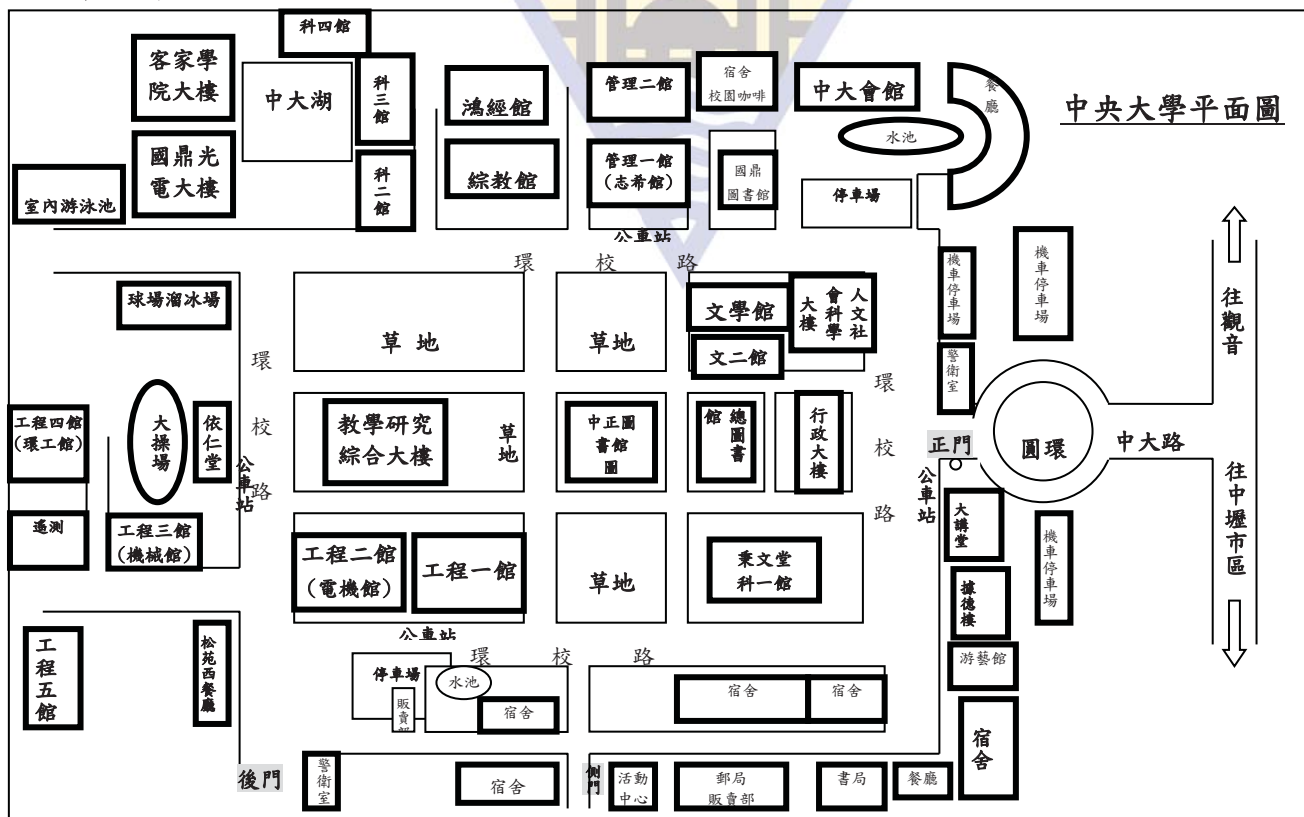 中央大學平面圖
科四館
客家學
院大樓
中大湖
科三館
鴻經館
管理二館
宿舍
校園咖啡
中大會館
餐廳
水池
國鼎光
電大樓
室內游泳池
科二館
綜教館
管理一館
(志希館)
國鼎
圖書館
停車場
公車站
環校路
機車停車場
機車停車場
往觀音
球場溜冰場
草地
草地
文學館
人文社
會科學
大樓
文二館
環校路
環校路
警衛室
工程四館
(環工館)
大操場
依仁堂
公車站
教學研究
綜合大樓
草地
中正圖
書館
圖
總圖書
館
行政大樓
正門
圓環
中大路
公車站
往中壢市區
遙測
工程三館
(機械館)
工程二館
(電機館)
工程一館
草地
秉文堂
科一館
大講堂
機車停車場
據德樓
公車站
環校路
工程五館
松苑西餐廳
停車場
水池
販賣部
宿舍
宿舍
宿舍
游藝館
宿舍
後門
警衛室
宿舍
側門
活動
中心
郵局
販賣部
書局
餐廳